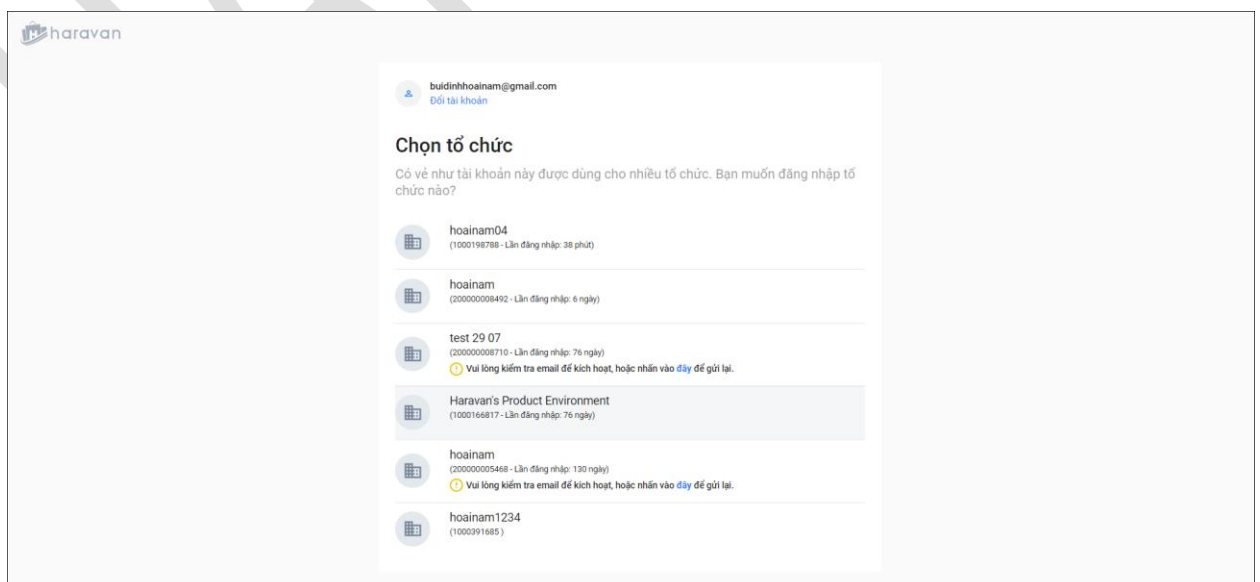 haravan
buidinhhoainam@gmail.com
Đổi tài khoản
Chọn tổ chức
Có vẻ như tài khoản này được dùng cho nhiều tổ chức. Bạn muốn đăng nhập tổ
chức nào?
hoainam04
(1000198788 - Lần đăng nhập: 38 phút)
hoainam
(200000008492 - Lần đăng nhập: 6 ngày)
test 29 07
(200000008710 - Lần đăng nhập: 76 ngày)
Vui lòng kiểm tra email để kích hoạt, hoặc nhấn vào đây để gửi lại.
Haravan's Product Environment
(1000166817 - Lần đăng nhập: 76 ngày)
hoainam
(200000005468 - Lần đăng nhập: 130 ngày)
Vui lòng kiểm tra email để kích hoạt, hoặc nhấn vào đây để gửi lại.
hoainam1234
(1000391685 )